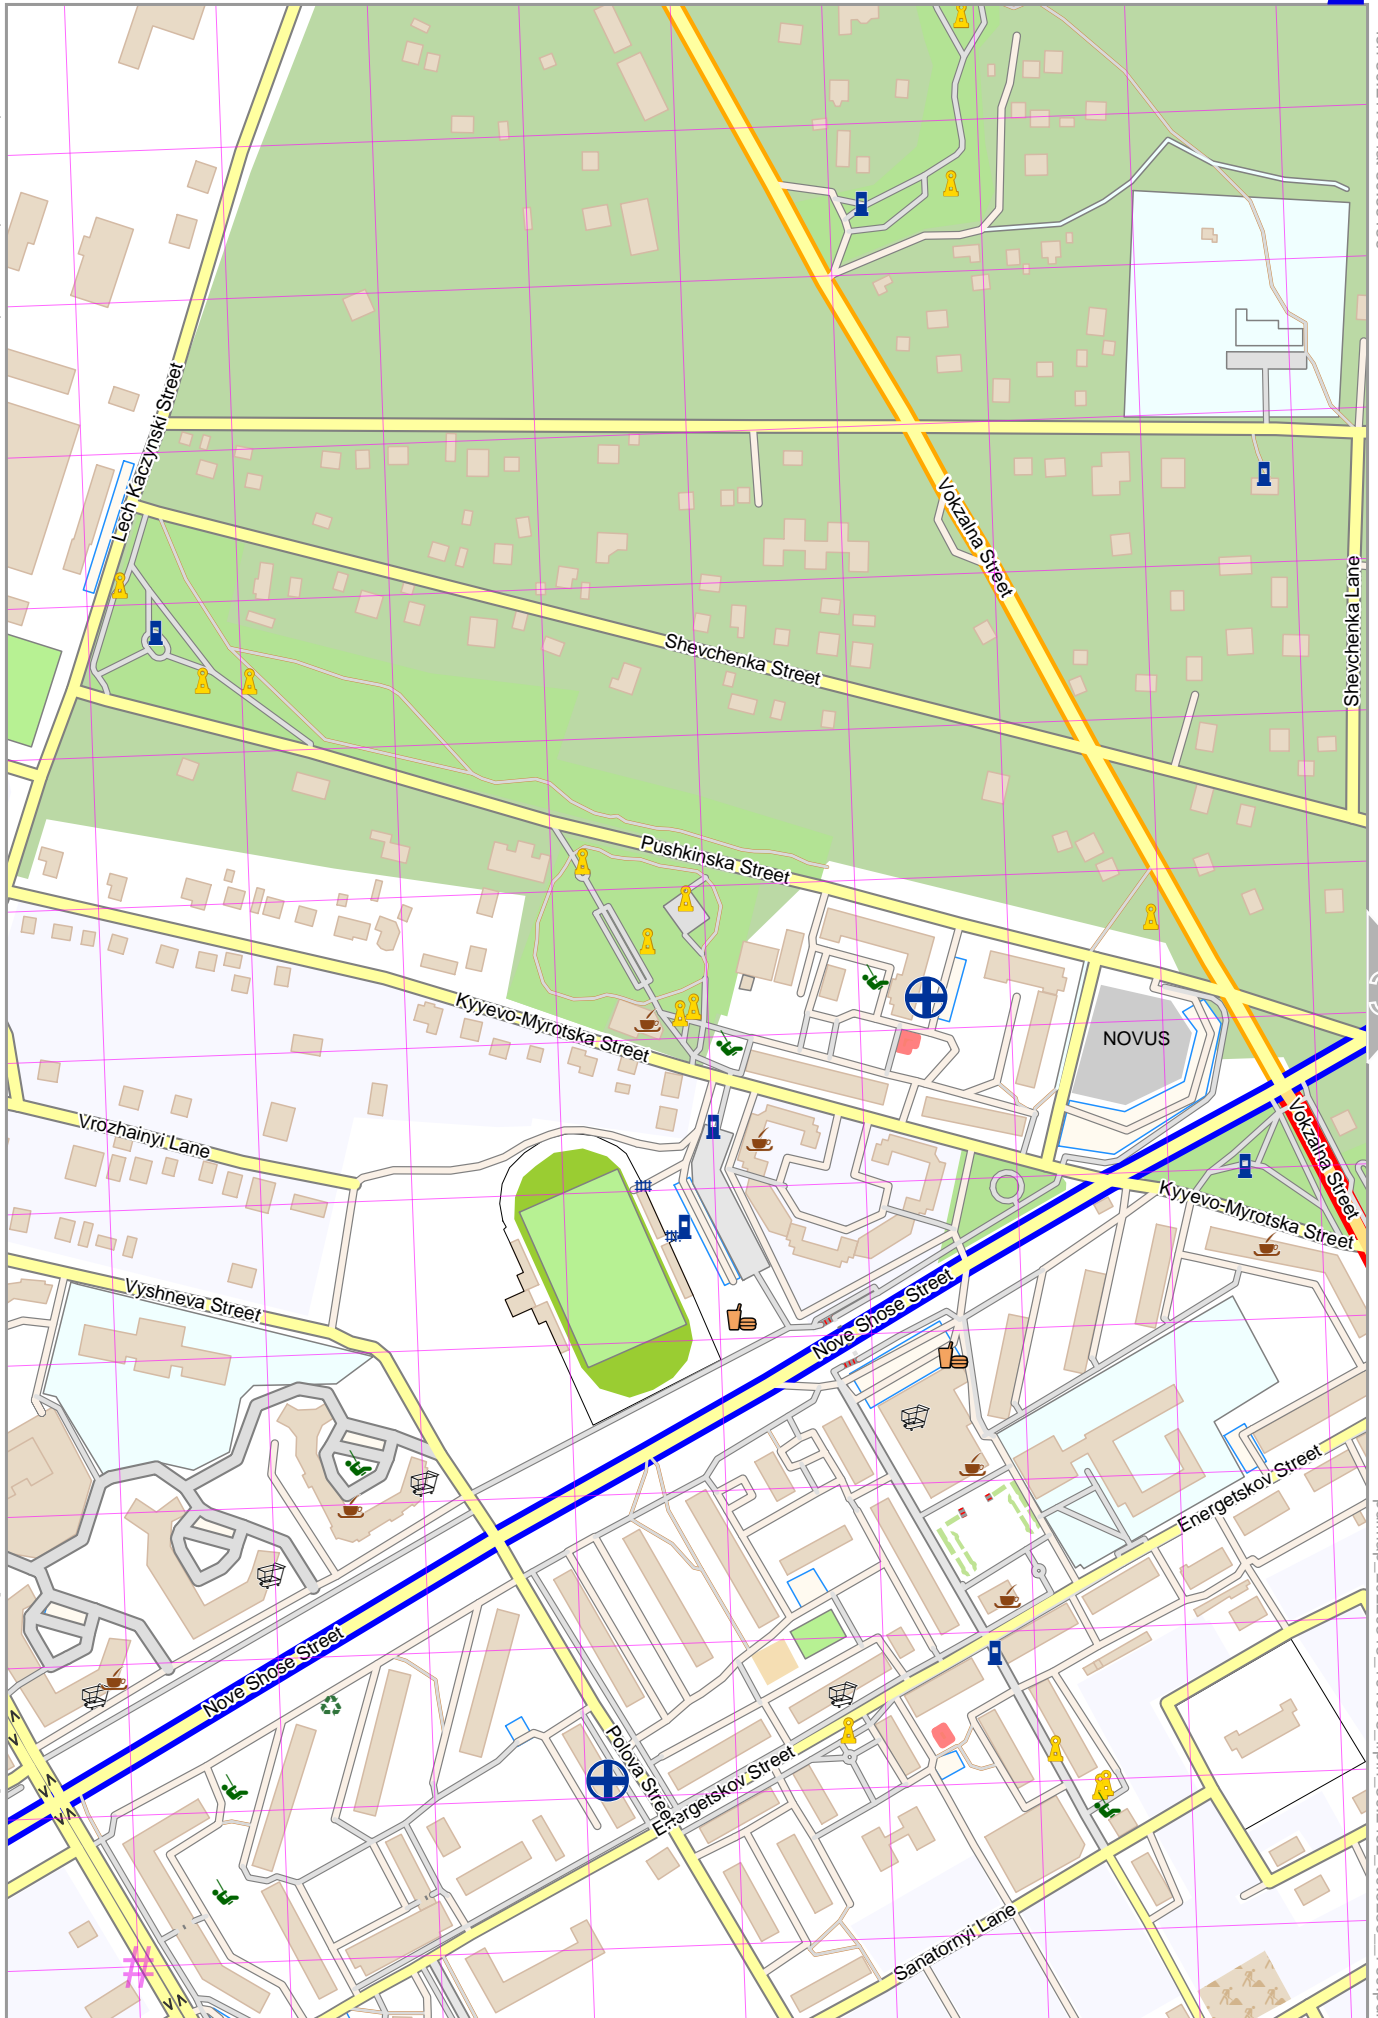 Lech Kaczynski Street
Vokzalna Street
Shevchenka Lane
Shevchenka Street
Pushkinska Street
Kyyevo-Myrotska Street
NOVUS
Vrozhainyi Lane
Vokzalna Street
Kyyevo-Myrotska Street
Vyshneva Street
Nove Shose Street
Energetskov Street
Nove Shose Street
Polova Street
Energetskov Street
Sanatornyi Lane
#